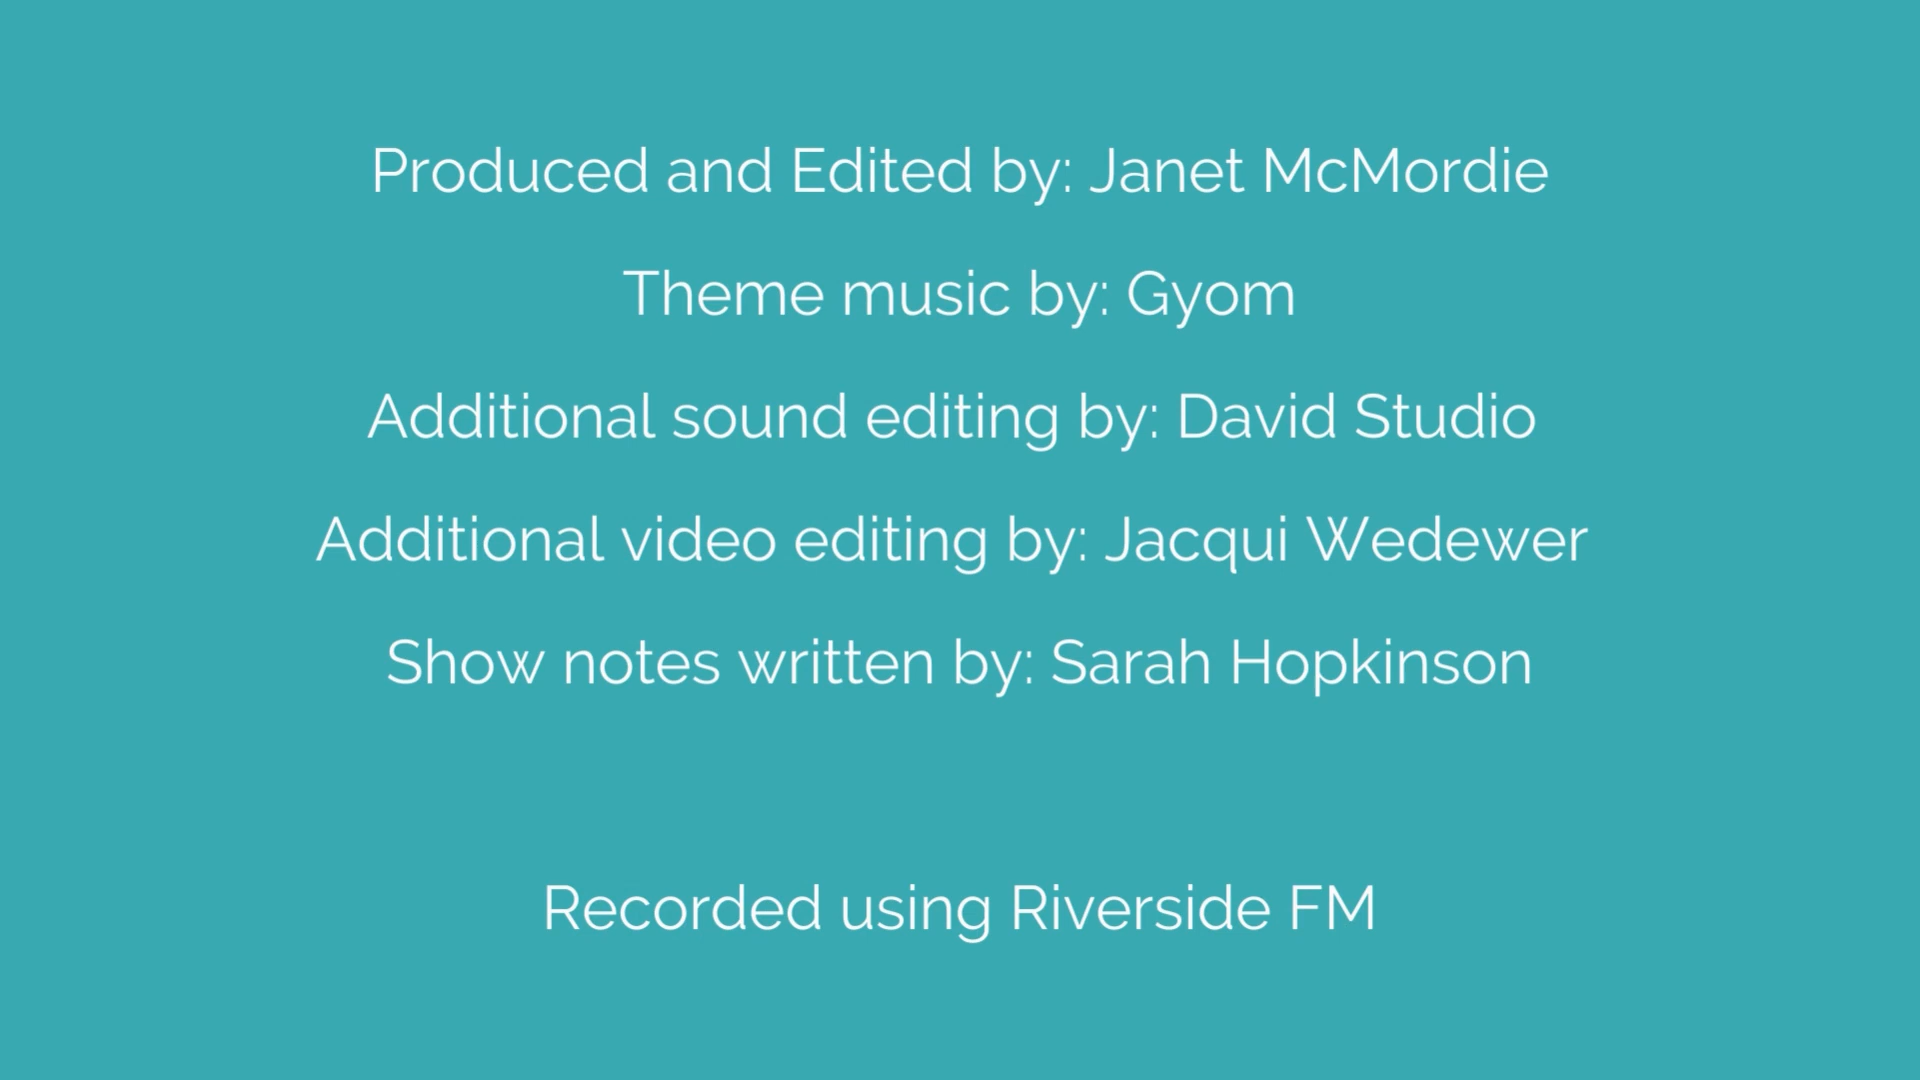 Produced and Edited by: Janet McMordie
Theme music by: Gyom
Additional sound editing by: David Studio
Additional video editing by: Jacqui Wedewer
Show notes written by: Sarah Hopkinson
Recorded using Riverside FM